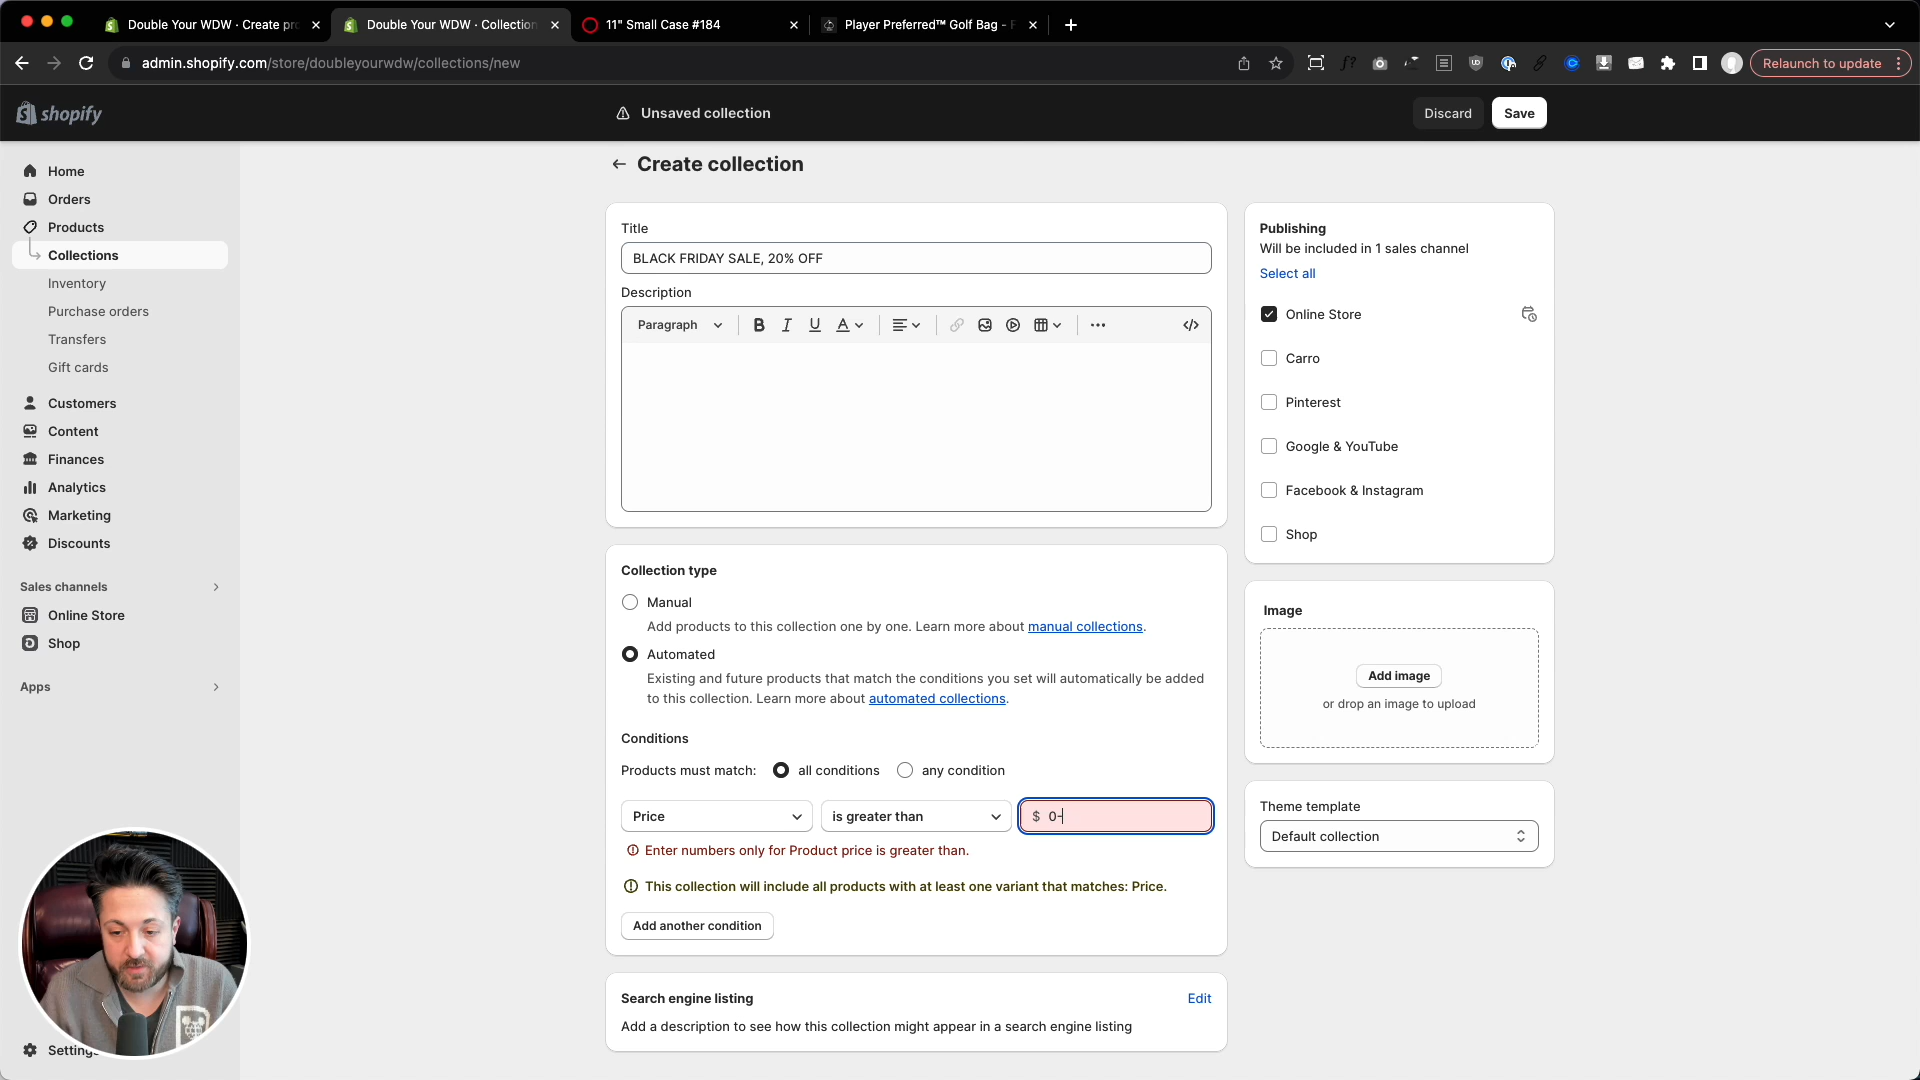 Double Your WDW · Create pro
Double Your WDW · Collection
11" Small Case #184
Player Preferred™ Golf Bag - F
admin.shopify.com/store/doubleyourwdw/collections/new
Relaunch to update
shopify
Unsaved collection
Discard
Save
Home
Orders
Products
Collections
Inventory
Purchase orders
Transfers
Gift cards
Customers
Content
Finances
Analytics
Marketing
Discounts
Sales channels
Online Store
Shop
Apps
Settings
Create collection
Title
BLACK FRIDAY SALE, 20% OFF
Description
Paragraph
B I U A
Collection type
Manual
Add products to this collection one by one. Learn more about manual collections.
Automated
Existing and future products that match the conditions you set will automatically be added
to this collection. Learn more about automated collections.
Conditions
Products must match: all conditions any condition
Price is greater than $ 0-
Enter numbers only for Product price is greater than.
This collection will include all products with at least one variant that matches: Price.
Add another condition
Search engine listing
Edit
Add a description to see how this collection might appear in a search engine listing
Publishing
Will be included in 1 sales channel
Select all
Online Store
Carro
Pinterest
Google & YouTube
Facebook & Instagram
Shop
Image
Add image
or drop an image to upload
Theme template
Default collection